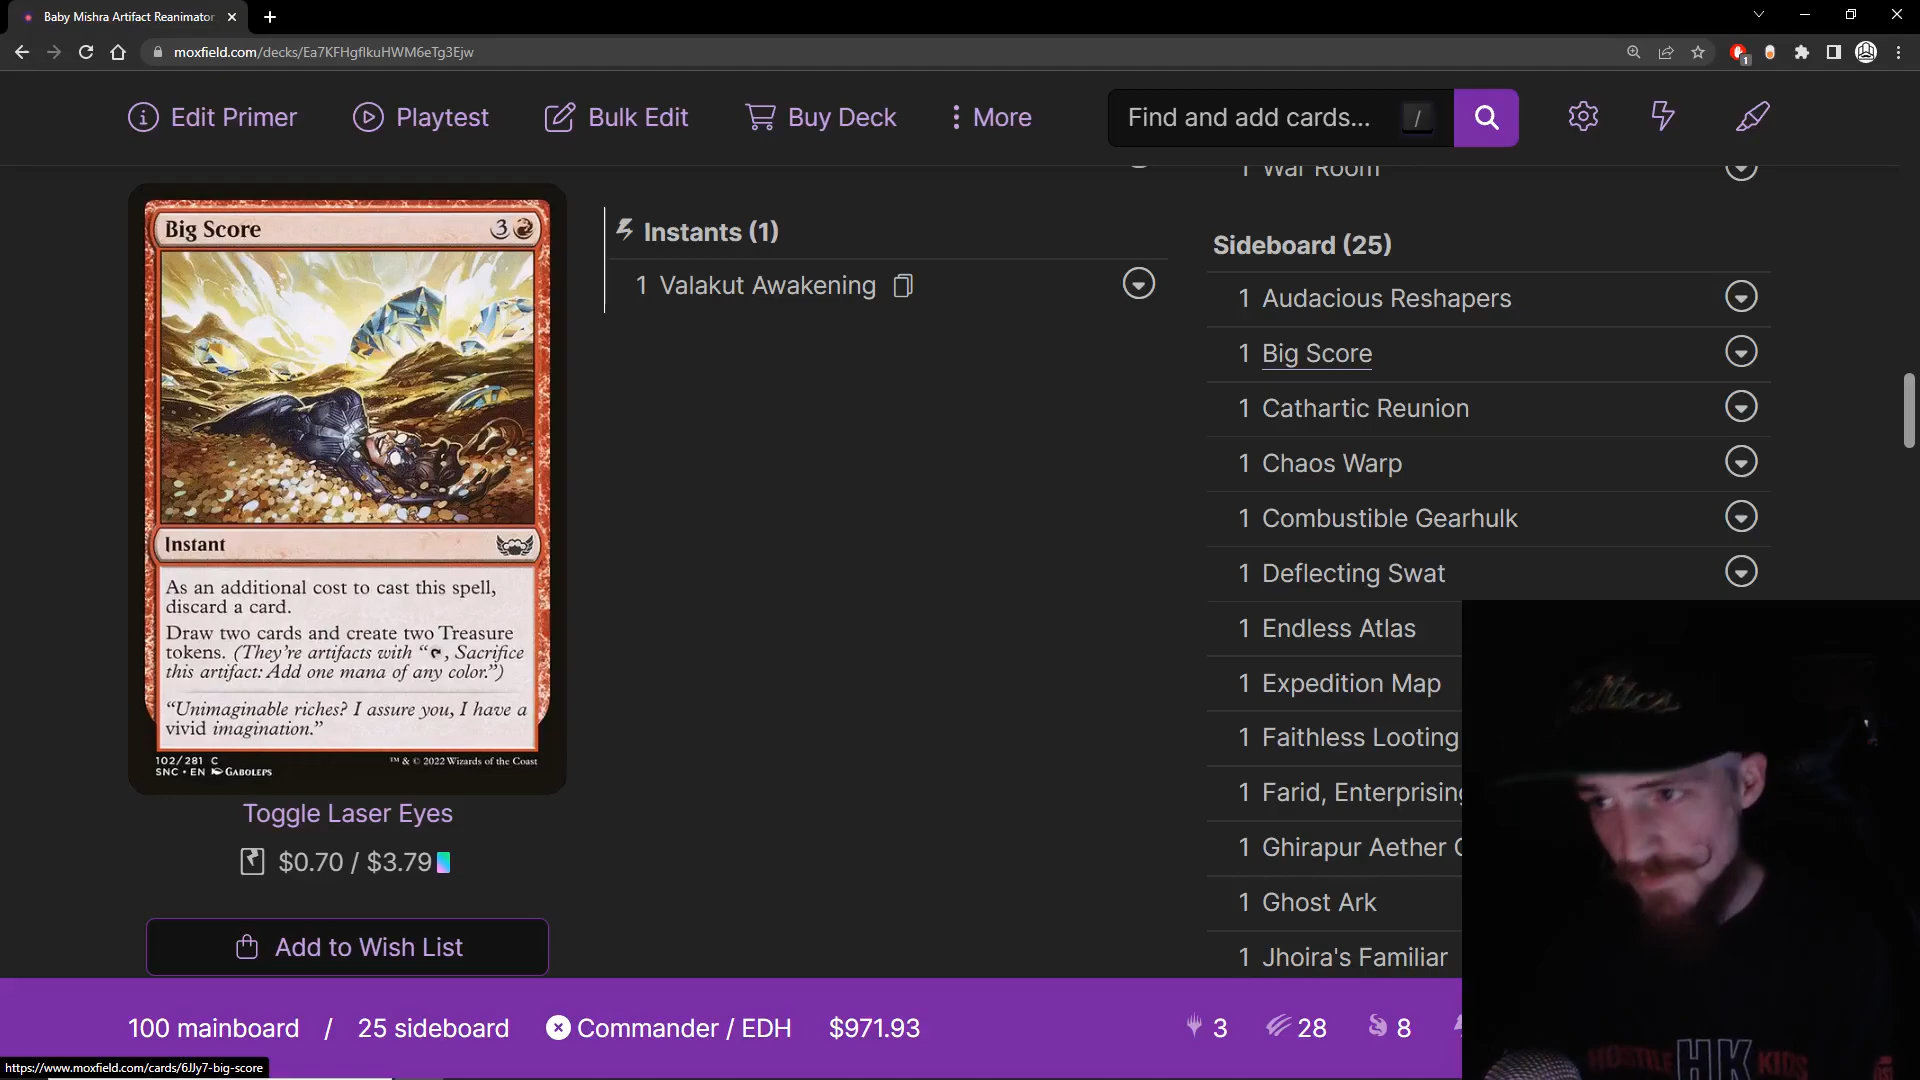 Baby Mishra Artifact Reanimator
moxfield.com/decks/Ea7KFHgflkuHWM6eTg3Ejw
1
Edit Primer
Playtest
Bulk Edit
Buy Deck
More
Find and add cards... /
1 War Room
Big Score 3
Instant
As an additional cost to cast this spell,
discard a card.
Draw two cards and create two Treasure
tokens. (They're artifacts with “, Sacrifice
this artifact: Add one mana of any color.”)
“Unimaginable riches? I assure you, I have a
vivid imagination.”
102/281 C
SNC • EN GABOLEPS
™ & © 2022 Wizards of the Coast
Toggle Laser Eyes
$0.70 / $3.79
Add to Wish List
Instants (1)
1 Valakut Awakening
Sideboard (25)
1 Audacious Reshapers
1 Big Score
1 Cathartic Reunion
1 Chaos Warp
1 Combustible Gearhulk
1 Deflecting Swat
1 Endless Atlas
1 Expedition Map
1 Faithless Looting
1 Farid, Enterprising
1 Ghirapur Aether
1 Ghost Ark
1 Jhoira's Familiar
HOSTILE HK KIDS
100 mainboard / 25 sideboard
Commander / EDH
$971.93
3
28
8
https://www.moxfield.com/cards/6JJy7-big-score